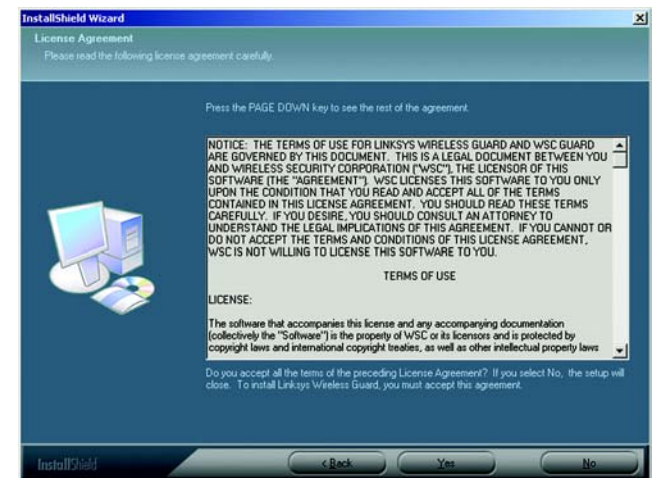 InstallShield Wizard
License Agreement
Please read the following license agreement carefully.
Press the PAGE DOWN key to see the rest of the agreement.
NOTICE: THE TERMS OF USE FOR LINKSYS WIRELESS GUARD AND WSC GUARD
ARE GOVERNED BY THIS DOCUMENT. THIS IS A LEGAL DOCUMENT BETWEEN YOU
AND WIRELESS SECURITY CORPORATION ("WSC"), THE LICENSOR OF THIS
SOFTWARE (THE "AGREEMENT"). WSC LICENSES THIS SOFTWARE TO YOU ONLY
UPON THE CONDITION THAT YOU READ AND ACCEPT ALL OF THE TERMS
CONTAINED IN THIS LICENSE AGREEMENT. YOU SHOULD READ THESE TERMS
CAREFULLY. IF YOU DESIRE, YOU SHOULD CONSULT AN ATTORNEY TO
UNDERSTAND THE LEGAL IMPLICATIONS OF THIS AGREEMENT. IF YOU CANNOT OR
DO NOT ACCEPT THE TERMS AND CONDITIONS OF THIS LICENSE AGREEMENT,
WSC IS NOT WILLING TO LICENSE THIS SOFTWARE TO YOU.
TERMS OF USE
LICENSE:
The software that accompanies this license and any accompanying documentation
(collectively the "Software") is the property of WSC or its licensors and is protected by
copyright laws and international copyright treaties, as well as other intellectual property laws
Do you accept all the terms of the preceding License Agreement? If you select No, the setup will
close. To install Linksys Wireless Guard, you must accept this agreement.
InstallShield
< Back
Yes
No